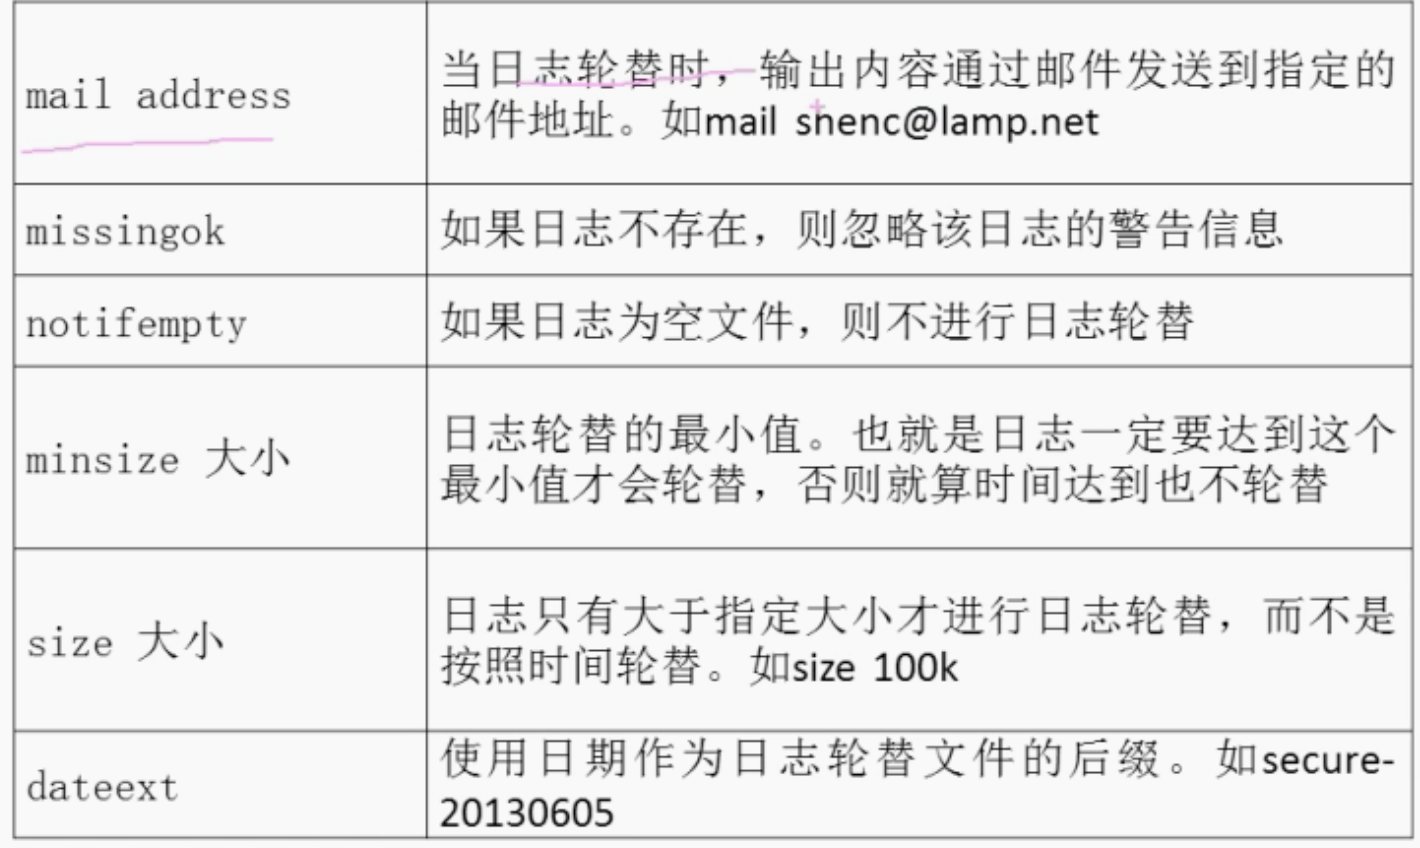 mail address
当日志轮替时，输出内容通过邮件发送到指定的
邮件地址。如mail shenc@lamp.net
missingok
如果日志不存在，则忽略该日志的警告信息
notifempty
如果日志为空文件，则不进行日志轮替
minsize 大小
日志轮替的最小值。也就是日志一定要达到这个
最小值才会轮替，否则就算时间达到也不轮替
size 大小
日志只有大于指定大小才进行日志轮替，而不是
按照时间轮替。如size 100k
dateext
使用日期作为日志轮替文件的后缀。如secure-
20130605